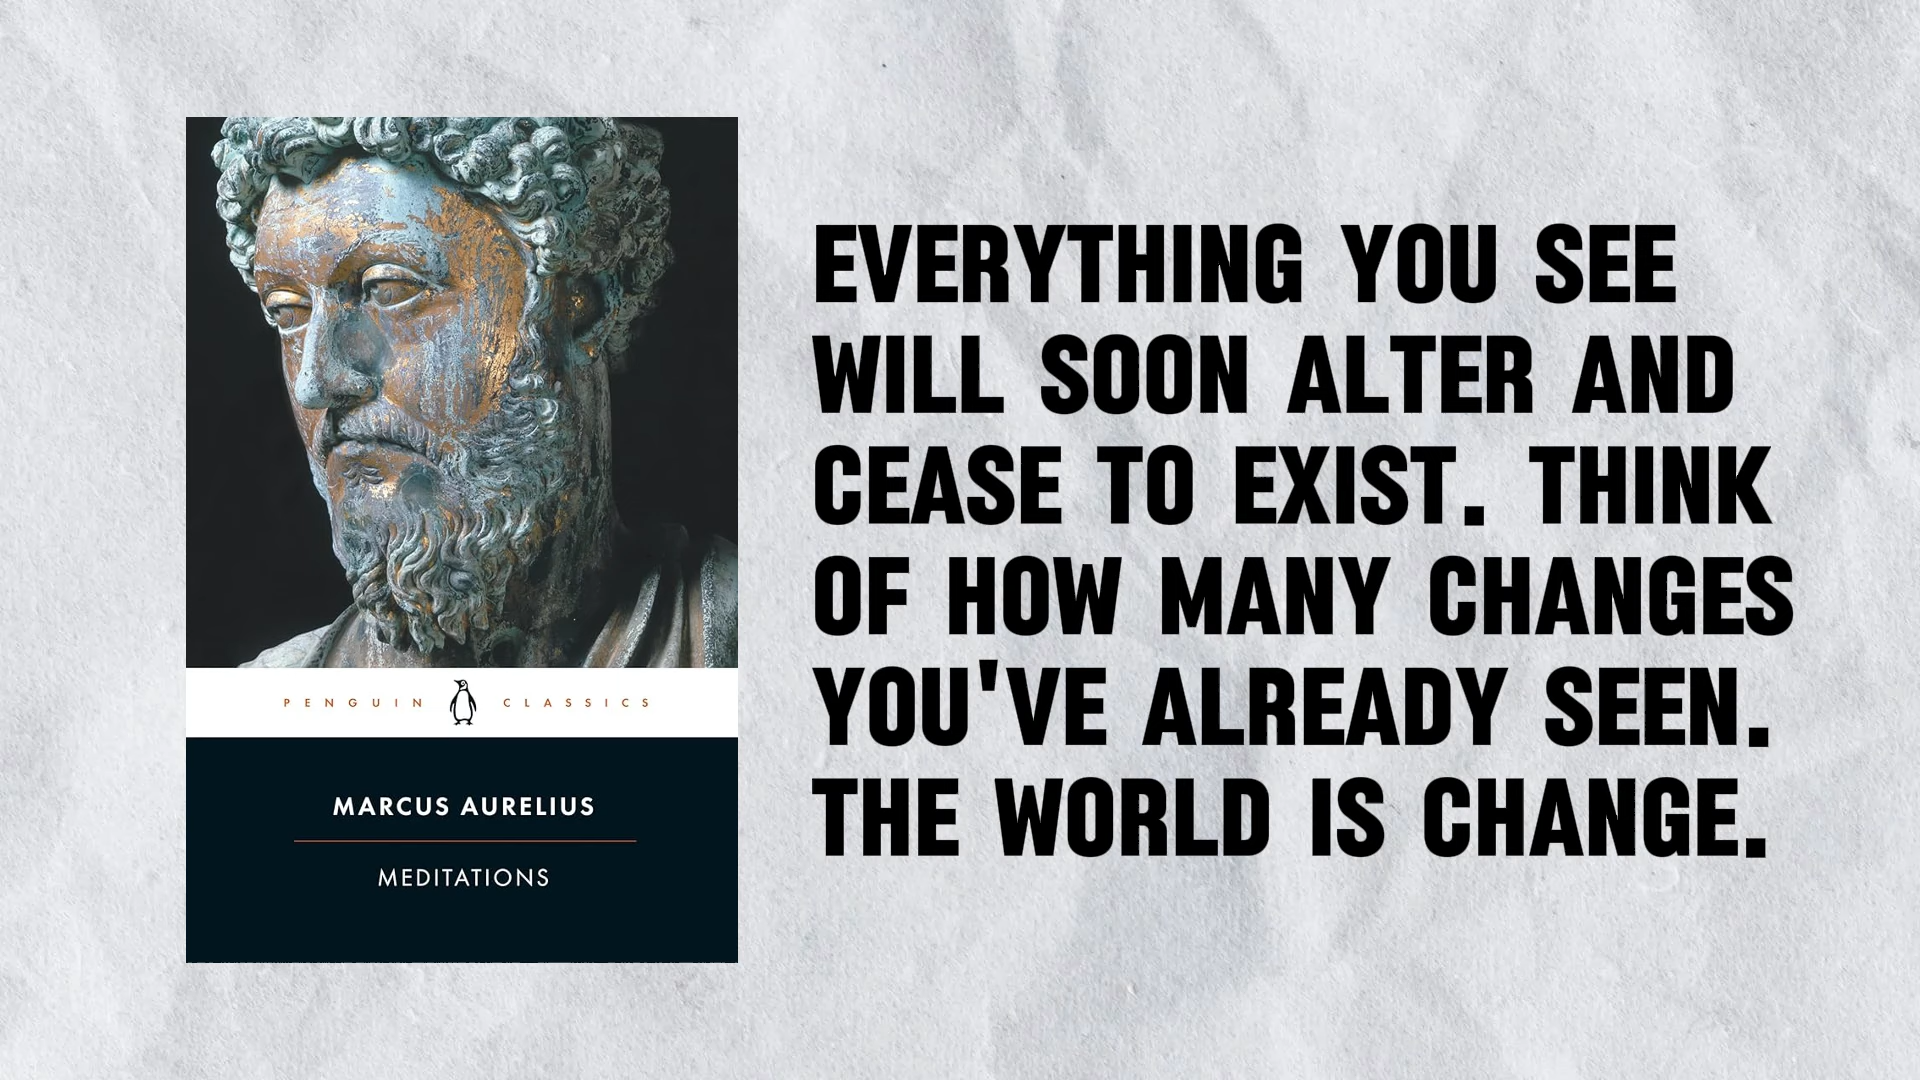 PENGUIN CLASSICS
MARCUS AURELIUS
MEDITATIONS
EVERYTHING YOU SEE
WILL SOON ALTER AND
CEASE TO EXIST. THINK
OF HOW MANY CHANGES
YOU'VE ALREADY SEEN.
THE WORLD IS CHANGE.